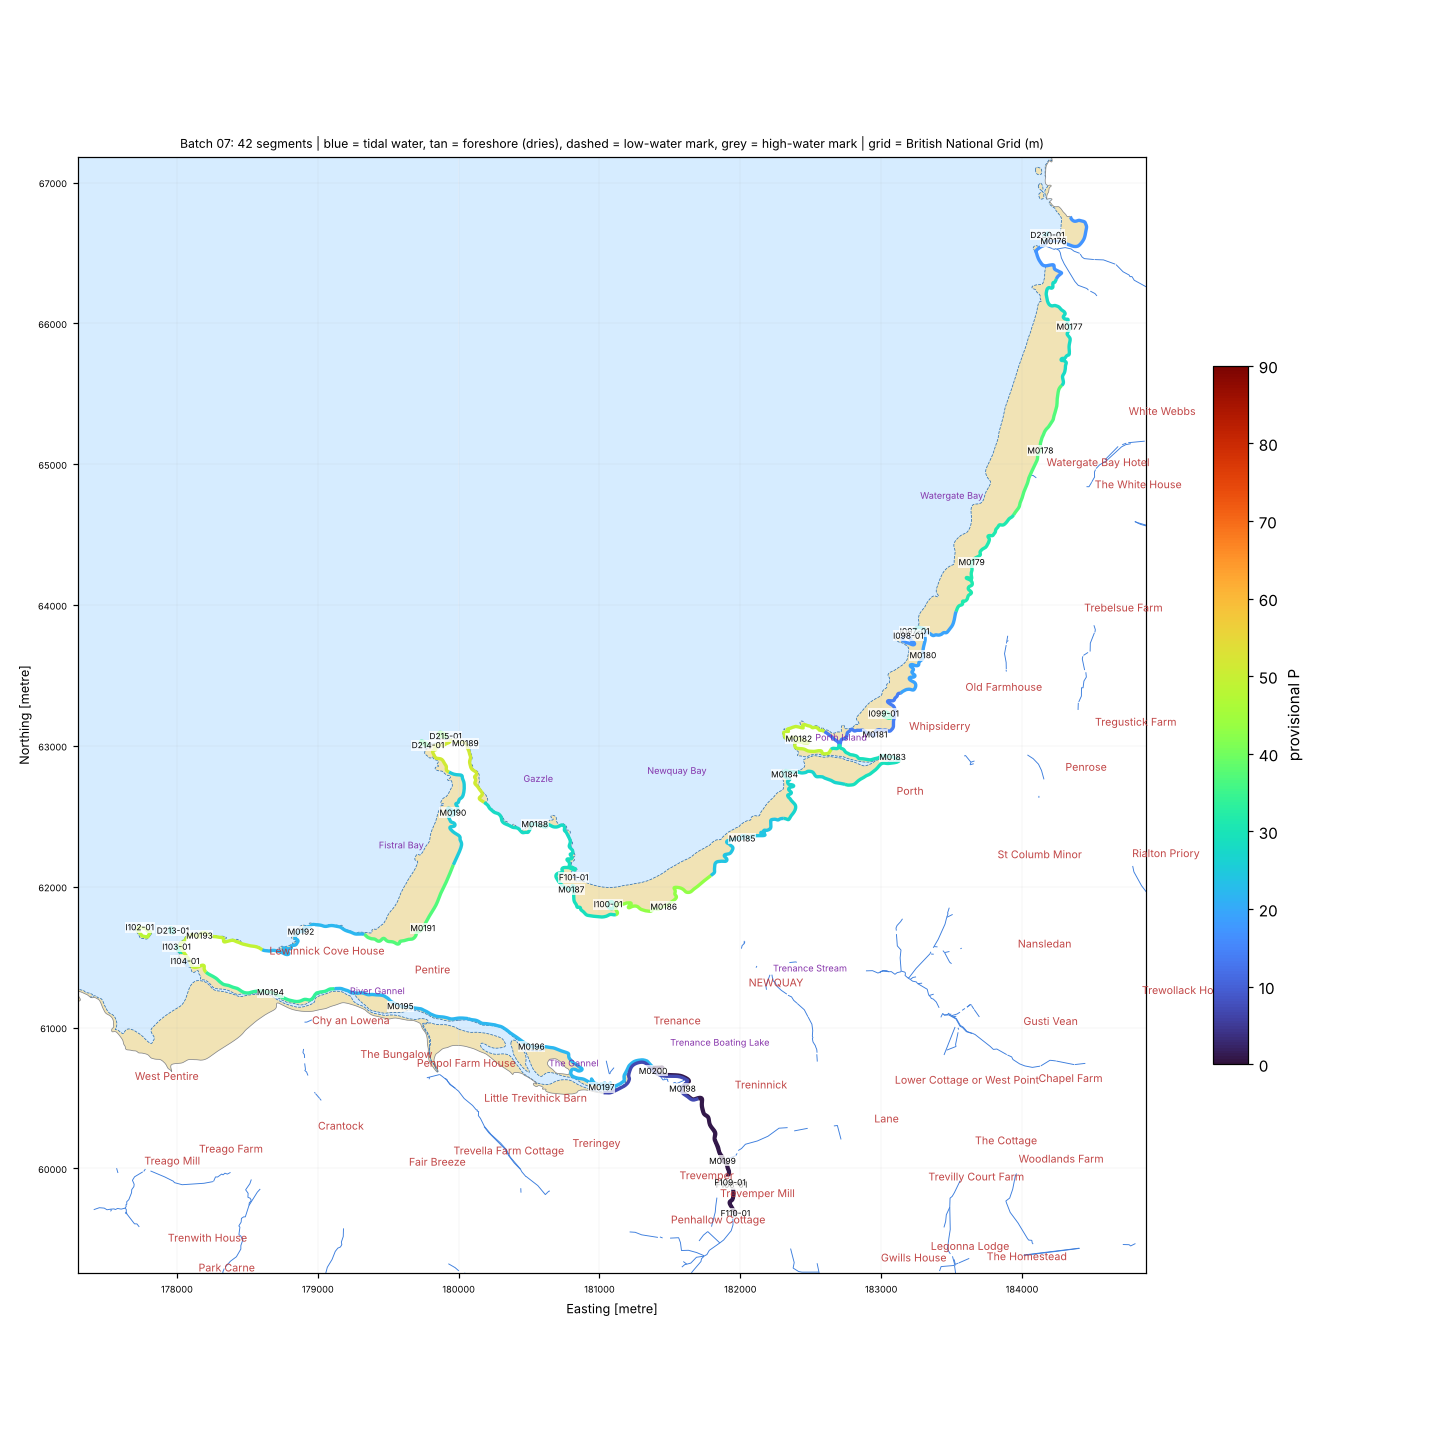 Batch 07: 42 segments | blue = tidal water, tan = foreshore (dries), dashed = low-water mark, grey = high-water mark | grid = British National Grid (m)
67000
66000
65000
64000
63000
62000
61000
60000
Northing [metre]
178000
179000
180000
181000
182000
183000
184000
Easting [metre]
90
80
70
60
50
40
30
20
10
0
provisional P
D230-01
M0176
M0177
White Webbs
M0178
Watergate Bay Hotel
The White House
Watergate Bay
M0179
Trebelsue Farm
I098-01
M0180
Old Farmhouse
I099-01
Tregustick Farm
Whipsiderry
M0181
Porth Island
M0182
D215-01
D214-01
M0189
M0183
Penrose
Newquay Bay
M0184
Gazzle
Porth
M0190
M0188
M0185
Fistral Bay
St Columb Minor
Rialton Priory
F101-01
M0187
I100-01
M0186
I102-01
D213-01
M0193
M0192
M0191
I103-01
Lewinnick Cove House
Nansledan
I104-01
Pentire
Trenance Stream
NEWQUAY
M0194
River Gannel
Trewollack Ho
M0195
Chy an Lowena
Trenance
Gusti Vean
Trenance Boating Lake
M0196
The Bungalow
Penpol Farm House
The Gannel
M0200
West Pentire
Lower Cottage or West Point
Chapel Farm
M0197
M0198
Treninnick
Little Trevithick Barn
Crantock
Lane
Treringey
The Cottage
Treago Farm
Trevella Farm Cottage
Treago Mill
Fair Breeze
M0199
Woodlands Farm
Trevemper
F109-01
Trevilly Court Farm
Trevemper Mill
F110-01
Penhallow Cottage
Trenwith House
Legonna Lodge
Gwills House
The Homestead
Park Carne